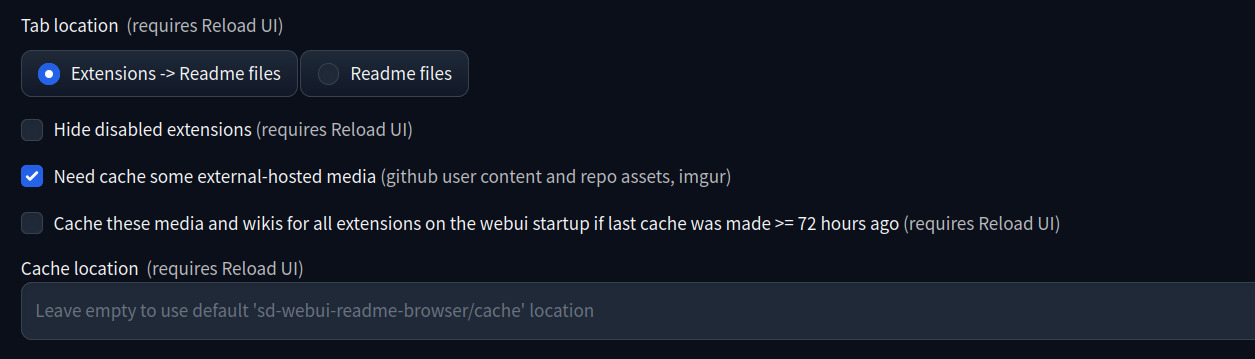 Tab location (requires Reload UI)
Extensions -> Readme files Readme files
Hide disabled extensions (requires Reload UI)
Need cache some external-hosted media (github user content and repo assets, imgur)
Cache these media and wikis for all extensions on the webui startup if last cache was made >= 72 hours ago (requires Reload UI)
Cache location (requires Reload UI)
Leave empty to use default 'sd-webui-readme-browser/cache' location